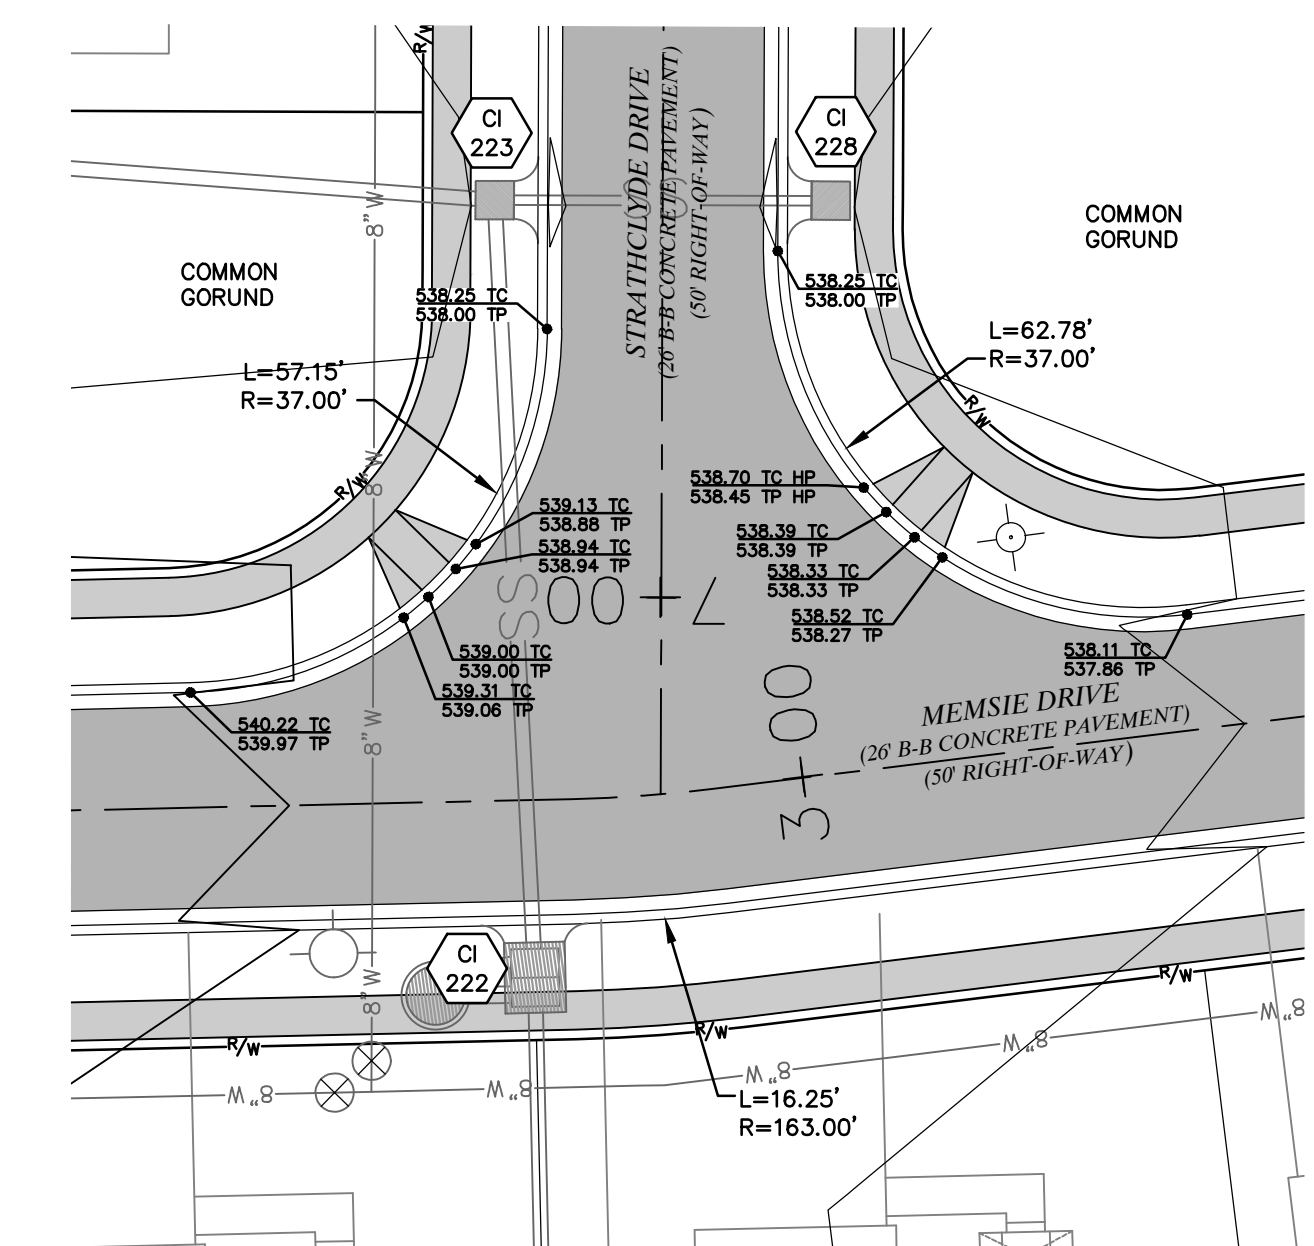 R/W
CI
223
CI
228
STRATHCLYDE DRIVE
(26' B-B CONCRETE PAVEMENT)
(50' RIGHT-OF-WAY)
8" W
COMMON
GORUND
COMMON
GORUND
538.25 TC
538.00 TP
538.25 TC
538.00 TP
L=57.15'
R=37.00'
L=62.78'
R=37.00'
R/W
8" W
R/W
538.70 TC HP
538.45 TP HP
539.13 TC
538.88 TP
538.39 TC
538.39 TP
538.94 TC
538.94 TP
538.33 TC
538.33 TP
SS
00
7
538.52 TC
538.27 TP
539.00 TC
539.00 TP
538.11 TC
537.86 TP
539.31 TC
539.06 TP
540.22 TC
539.97 TP
8" W
3
00
MEMSIE DRIVE
(26' B-B CONCRETE PAVEMENT)
(50' RIGHT-OF-WAY)
CI
222
8" W
R/W
R/W
R/W
8" W
8" W
8" W
8" W
8" W
L=16.25'
R=163.00'